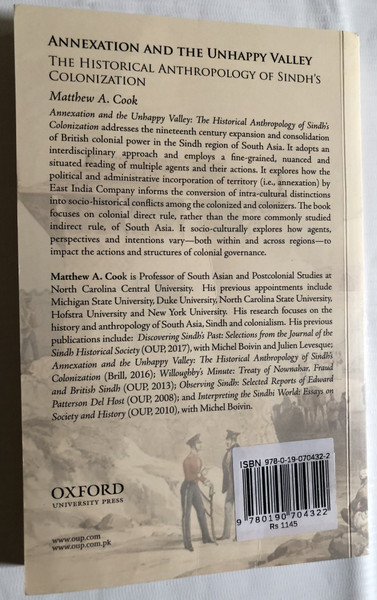 ANNEXATION AND THE UNHAPPY VALLEY
THE HISTORICAL ANTHROPOLOGY OF SINDH'S
COLONIZATION
Matthew A. Cook
Annexation and the Unhappy Valley: The Historical Anthropology of Sindh's
Colonization addresses the nineteenth century expansion and consolidation
of British colonial power in the Sindh region of South Asia. It adopts an
interdisciplinary approach and employs a fine-grained, nuanced and
situated reading of multiple agents and their actions. It explores how the
political and administrative incorporation of territory (i.e., annexation) by
East India Company informs the conversion of intra-cultural distinctions
into socio-historical conflicts among the colonized and colonizers. The book
focuses on colonial direct rule, rather than the more commonly studied
indirect rule, of South Asia. It socio-culturally explores how agents,
perspectives and intentions vary—both within and across regions—to
impact the actions and structures of colonial governance.
Matthew A. Cook is Professor of South Asian and Postcolonial Studies at
North Carolina Central University. His previous appointments include
Michigan State University, Duke University, North Carolina State University,
Hofstra University and New York University. His research focuses on the
history and anthropology of South Asia, Sindh and colonialism. His previous
publications include: Discovering Sindh's Past: Selections from the Journal of the
Sindh Historical Society (OUP, 2017), with Michel Boivin and Julien Levesque;
Annexation and the Unhappy Valley: The Historical Anthropology of Sindh's
Colonization (Brill, 2016); Willoughby's Minute: Treaty of Nownahar, Fraud
and British Sindh (OUP, 2013); Observing Sindh: Selected Reports of Edward
Patterson Del Host (OUP, 2008); and Interpreting the Sindhi World: Essays on
Society and History (OUP, 2010), with Michel Boivin.
ISBN 978-0-19-070432-2
9 780190 704322
Rs 1145
OXFORD
UNIVERSITY PRESS
www.oup.com
www.oup.com.pk